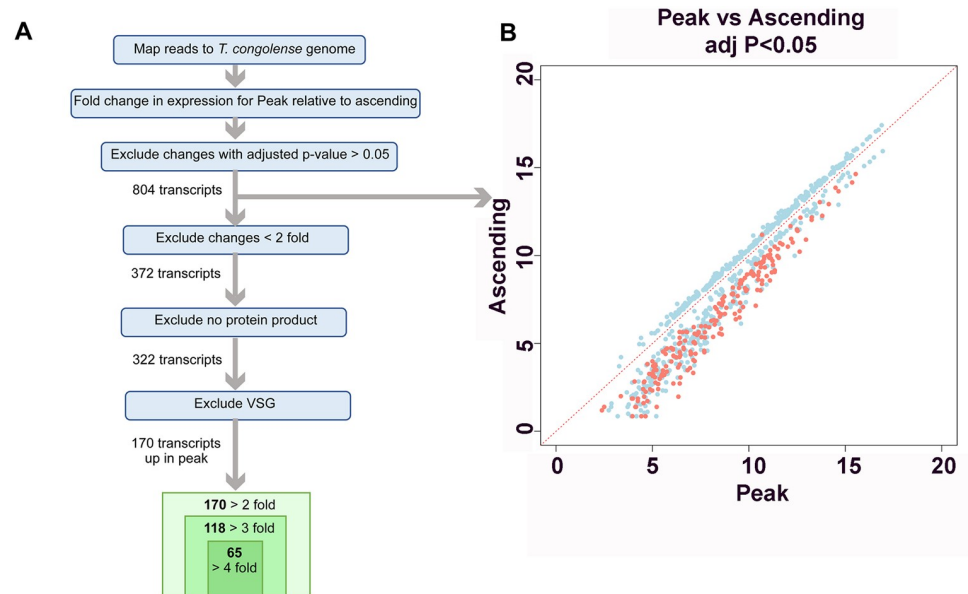 A
Map reads to T. congolense genome
Fold change in expression for Peak relative to ascending
Exclude changes with adjusted p-value > 0.05
804 transcripts
Exclude changes < 2 fold
372 transcripts
Exclude no protein product
322 transcripts
Exclude VSG
170 transcripts
up in peak
170 > 2 fold
118 > 3 fold
65
> 4 fold
B
Peak vs Ascending
adj P<0.05
Ascending
20
15
10
5
0
0 5 10 15 20
Peak